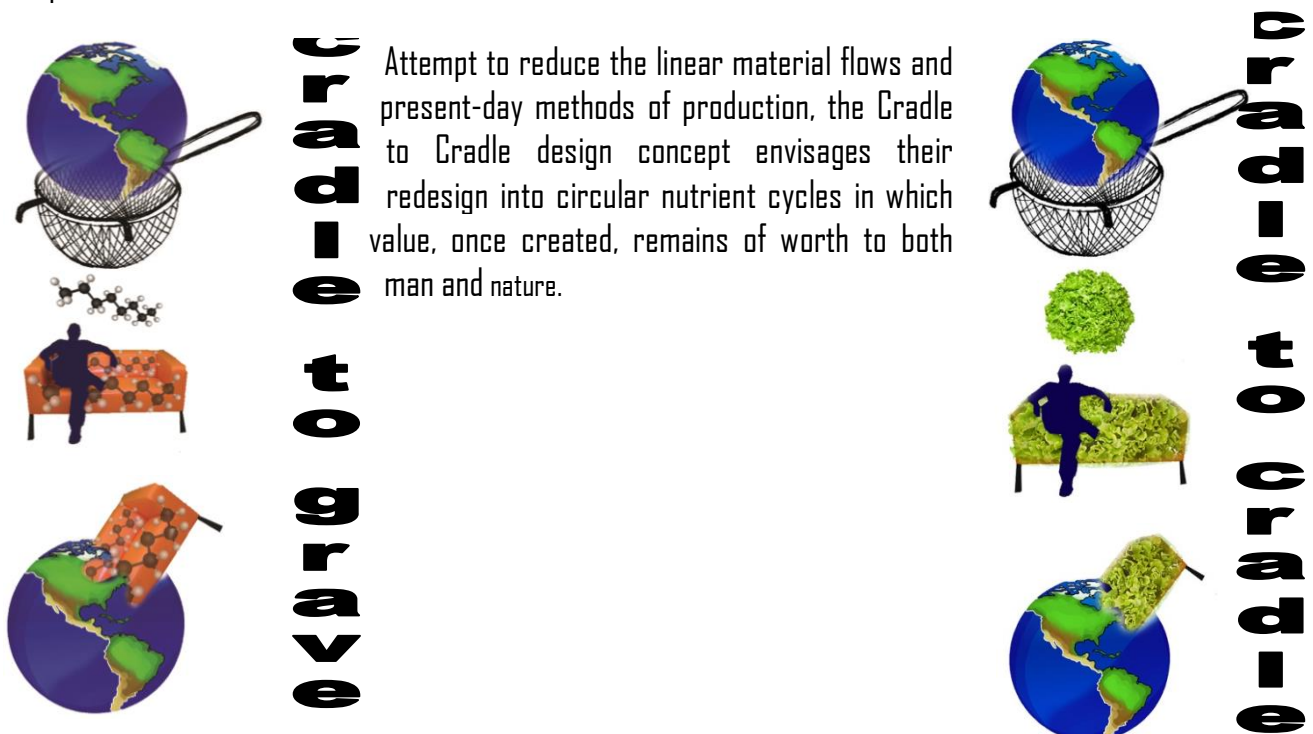 cradle to grave
Attempt to reduce the linear material flows and
present-day methods of production, the Cradle
to Cradle design concept envisages their
redesign into circular nutrient cycles in which
value, once created, remains of worth to both
man and nature.
cradle to cradle